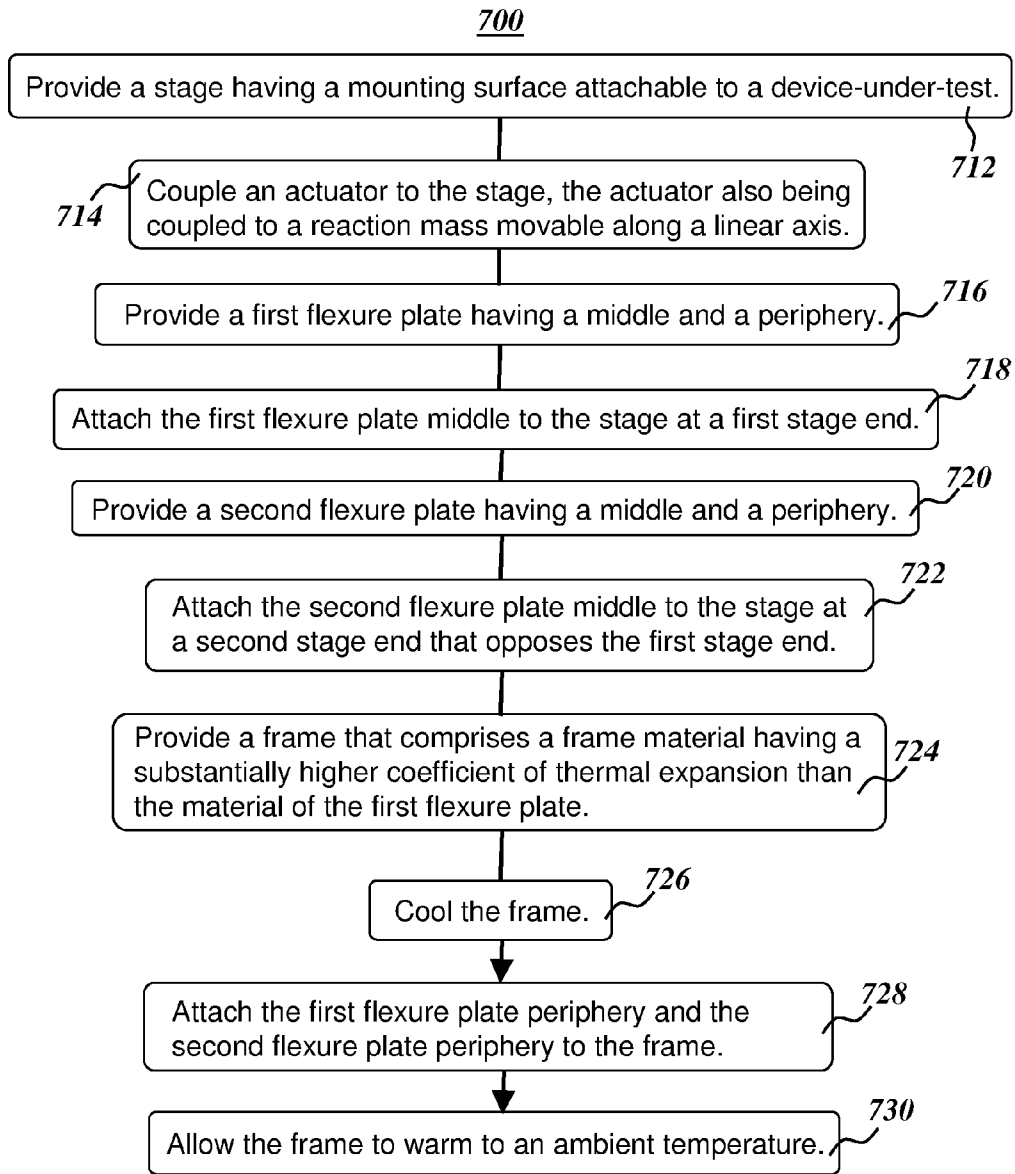 700
Provide a stage having a mounting surface attachable to a device-under-test.
712
714
Couple an actuator to the stage, the actuator also being
coupled to a reaction mass movable along a linear axis.
716
Provide a first flexure plate having a middle and a periphery.
718
Attach the first flexure plate middle to the stage at a first stage end.
720
Provide a second flexure plate having a middle and a periphery.
722
Attach the second flexure plate middle to the stage at
a second stage end that opposes the first stage end.
Provide a frame that comprises a frame material having a
substantially higher coefficient of thermal expansion than
the material of the first flexure plate.
724
726
Cool the frame.
Attach the first flexure plate periphery and the
second flexure plate periphery to the frame.
728
730
Allow the frame to warm to an ambient temperature.